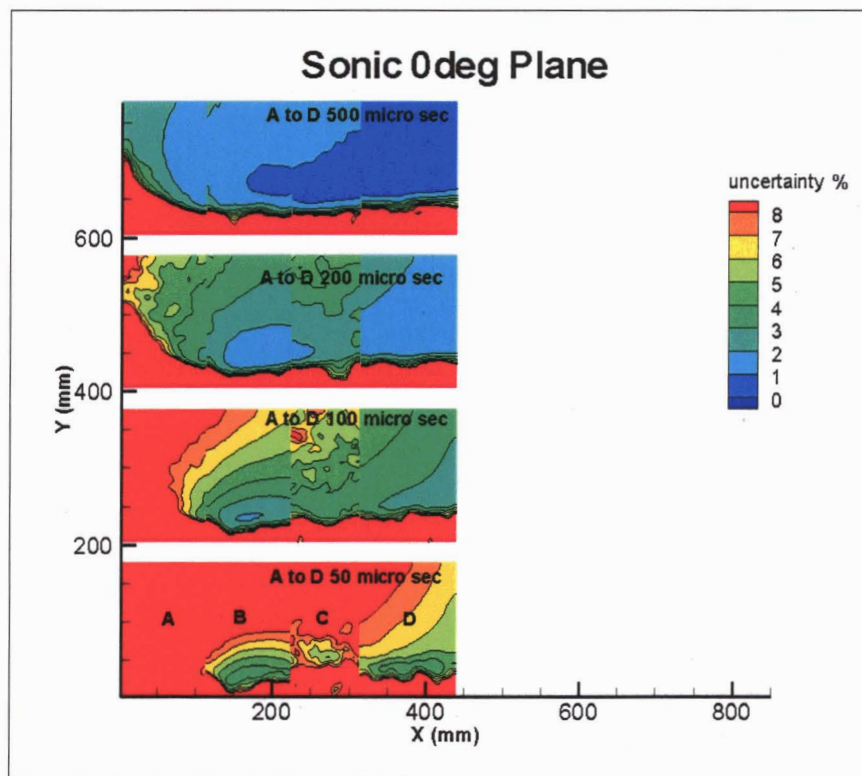 Sonic 0deg Plane
A to D 500 micro sec
uncertainty %
8
7
6
5
4
3
2
1
0
600
A to D 200 micro sec
400
Y (mm)
A to D 100 micro sec
200
A to D 50 micro sec
A B C D
200 400 600 800
X (mm)